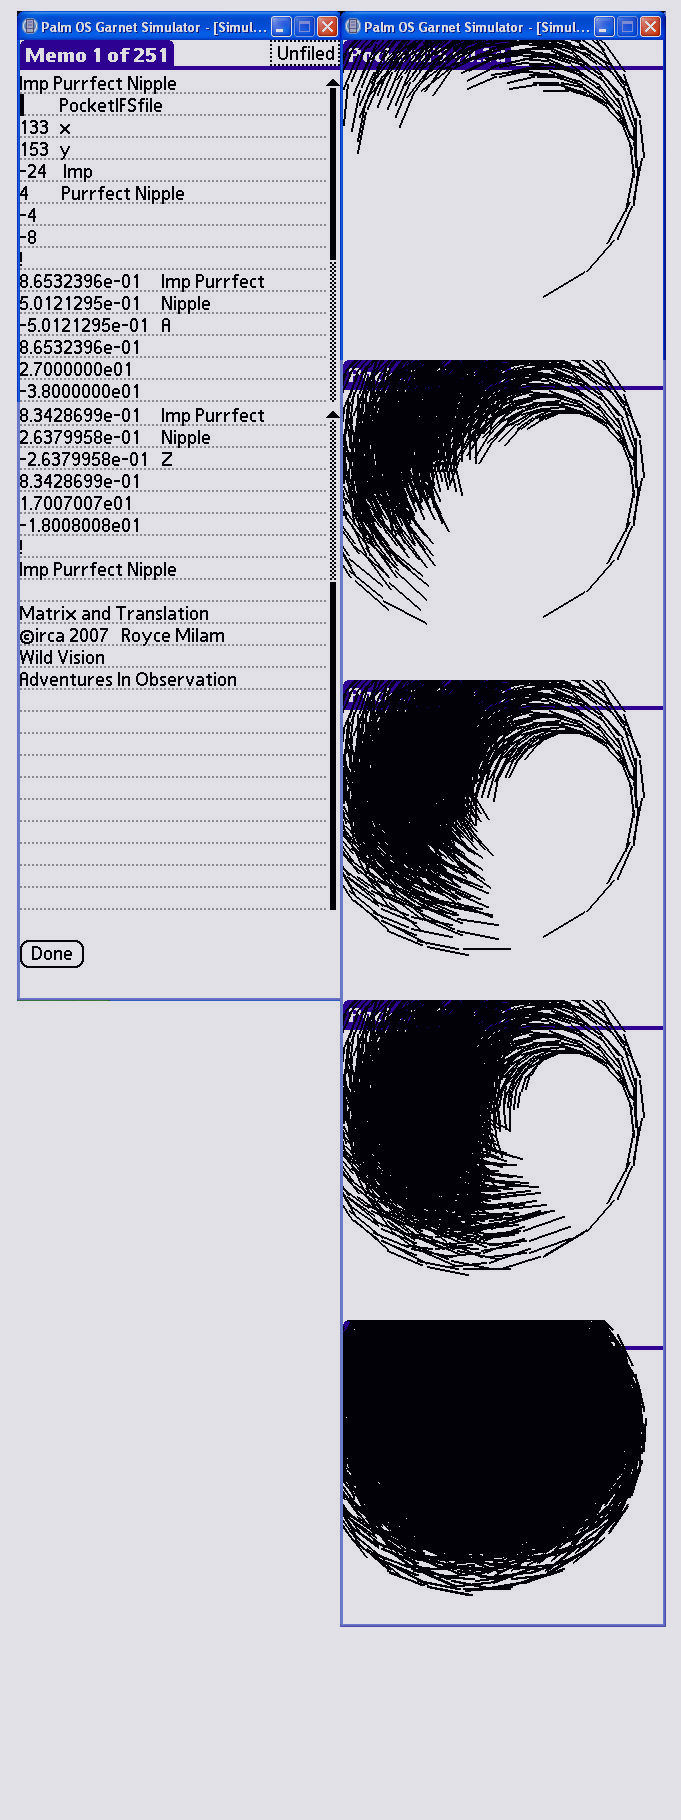 Palm OS Garnet Simulator - [Simul...
Memo 1 of 251
Unfiled
Imp Purrfect Nipple
PocketIFSfile
133 x
153 y
-24 Imp
4 Purrfect Nipple
-4
-8
!
8.6532396e-01 Imp Purrfect
5.0121295e-01 Nipple
-5.0121295e-01 A
8.6532396e-01
2.7000000e01
-3.8000000e01
8.3428699e-01 Imp Purrfect
2.6379958e-01 Nipple
-2.6379958e-01 Z
8.3428699e-01
1.7007007e01
-1.8008008e01
!
Imp Purrfect Nipple
Matrix and Translation
©irca 2007 Royce Milam
Wild Vision
Adventures In Observation
Done
Palm OS Garnet Simulator - [Simul...